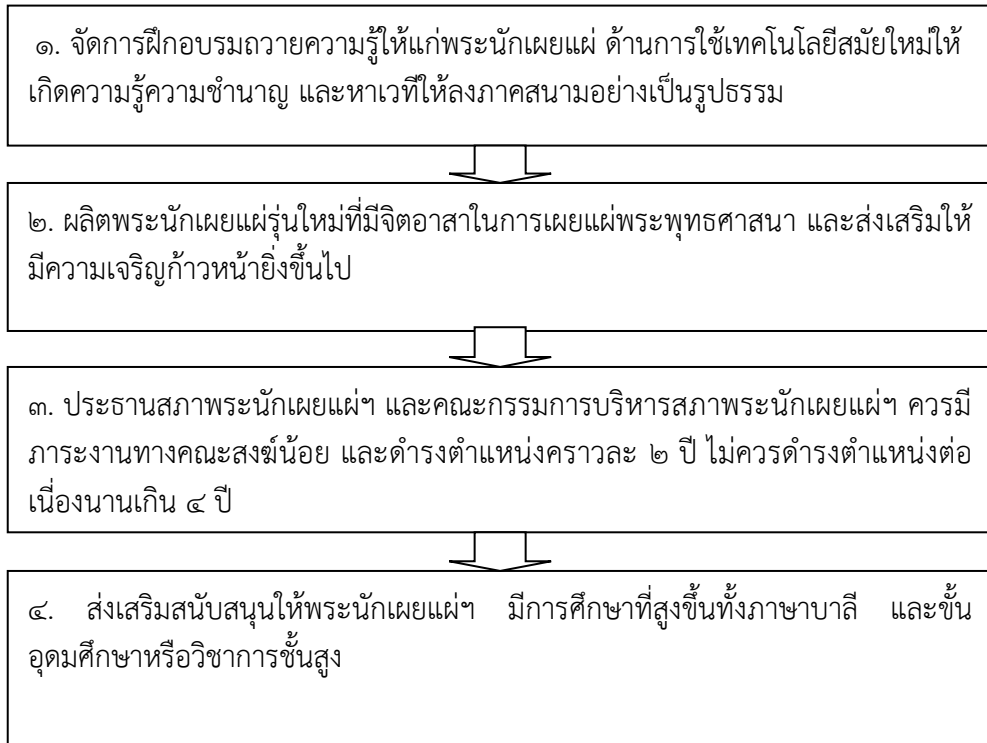 ๑. จัดการฝึกอบรมถวายความรู้ให้แก่พระนักเผยแผ่ ด้านการใช้เทคโนโลยีสมัยใหม่ให้
เกิดความรู้ความชำนาญ และหาเวทีให้ลงภาคสนามอย่างเป็นรูปธรรม
๒. ผลิตพระนักเผยแผ่รุ่นใหม่ที่มีจิตอาสาในการเผยแผ่พระพุทธศาสนา และส่งเสริมให้
มีความเจริญก้าวหน้ายิ่งขึ้นไป
๓. ประธานสภาพระนักเผยแผ่ฯ และคณะกรรมการบริหารสภาพระนักเผยแผ่ฯ ควรมี
ภาระงานทางคณะสงฆ์น้อย และดำรงตำแหน่งคราวละ ๒ ปี ไม่ควรดำรงตำแหน่งต่อ
เนื่องนานเกิน ๔ ปี
๔. ส่งเสริมสนับสนุนให้พระนักเผยแผ่ฯ มีการศึกษาที่สูงขึ้นทั้งภาษาบาลี และขั้น
อุดมศึกษาหรือวิชาการชั้นสูง